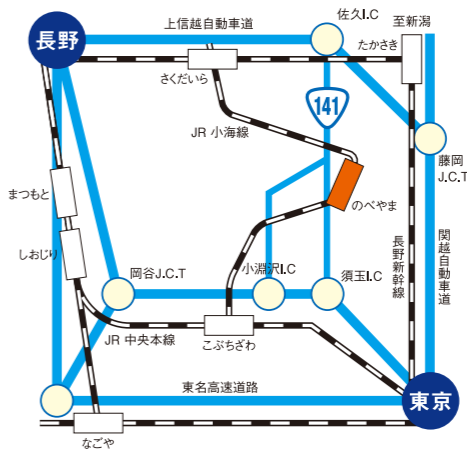 上信越自動車道
佐久I.C
至新潟
長野
たかさき
さくだいら
141
JR 小海線
藤岡
J.C.T
のべやま
まつもと
しおじり
岡谷J.C.T
小淵沢I.C
須玉I.C
長野新幹線
関越自動車道
JR 中央本線
こぶちざわ
東名高速道路
東京
なごや